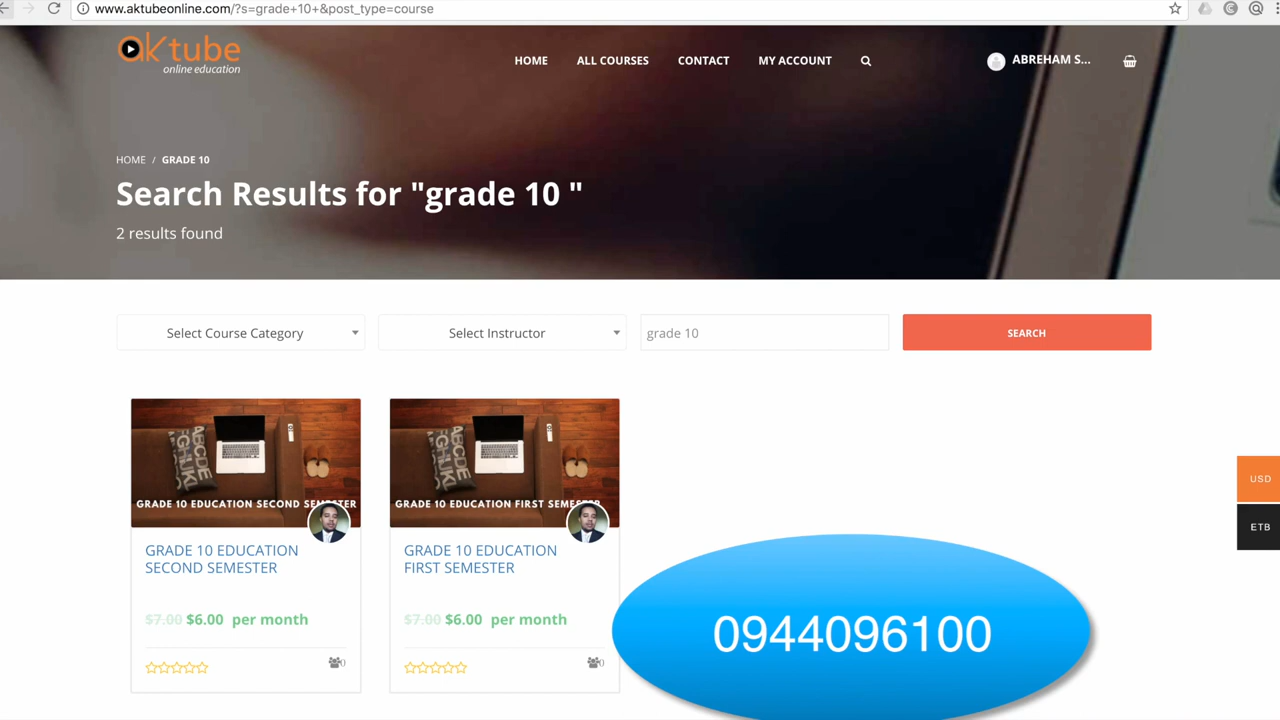 www.aktubeonline.com/?s=grade+10+&post_type=course
aktube
online education
HOME
ALL COURSES
CONTACT
MY ACCOUNT
ABREHAM S...
HOME / GRADE 10
Search Results for "grade 10 "
2 results found
Select Course Category
Select Instructor
grade 10
SEARCH
GRADE 10 EDUCATION SECOND SEMESTER
GRADE 10 EDUCATION
SECOND SEMESTER
$7.00 $6.00 per month
0
GRADE 10 EDUCATION FIRST SEMESTER
GRADE 10 EDUCATION
FIRST SEMESTER
$7.00 $6.00 per month
0
USD
ETB
0944096100